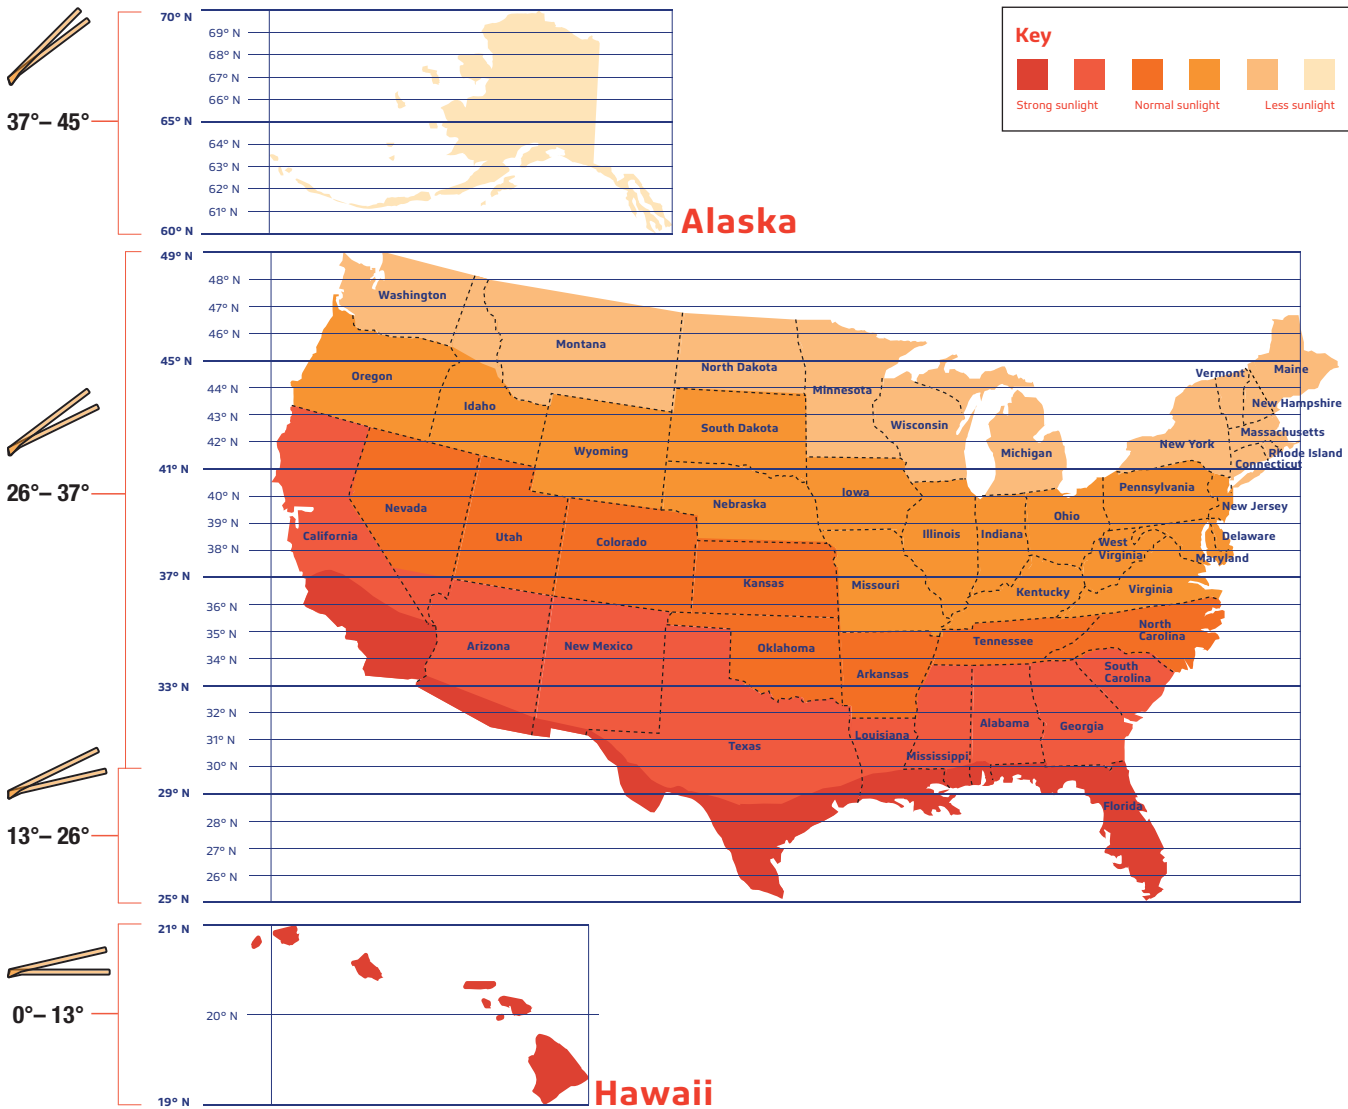 70° N
69° N
68° N
67° N
66° N
65° N
64° N
63° N
62° N
61° N
60° N
37°– 45°
Alaska
Key
Strong sunlight
Normal sunlight
Less sunlight
49° N
48° N
47° N
46° N
45° N
44° N
43° N
42° N
41° N
40° N
39° N
38° N
37° N
36° N
35° N
34° N
33° N
32° N
31° N
30° N
29° N
28° N
27° N
26° N
25° N
26°– 37°
13°– 26°
Washington
Montana
North Dakota
Minnesota
Vermont
Maine
Oregon
Idaho
New Hampshire
South Dakota
Wisconsin
Massachusetts
New York
Wyoming
Michigan
Rhode Island
Connecticut
Pennsylvania
Iowa
Nebraska
Nevada
New Jersey
Ohio
California
Utah
Colorado
Illinois
Indiana
West
Virginia
Delaware
Maryland
Kansas
Missouri
Kentucky
Virginia
North
Carolina
Arizona
New Mexico
Oklahoma
Tennessee
Arkansas
South
Carolina
Alabama
Georgia
Louisiana
Texas
Mississippi
Florida
21° N
20° N
19° N
0°– 13°
Hawaii